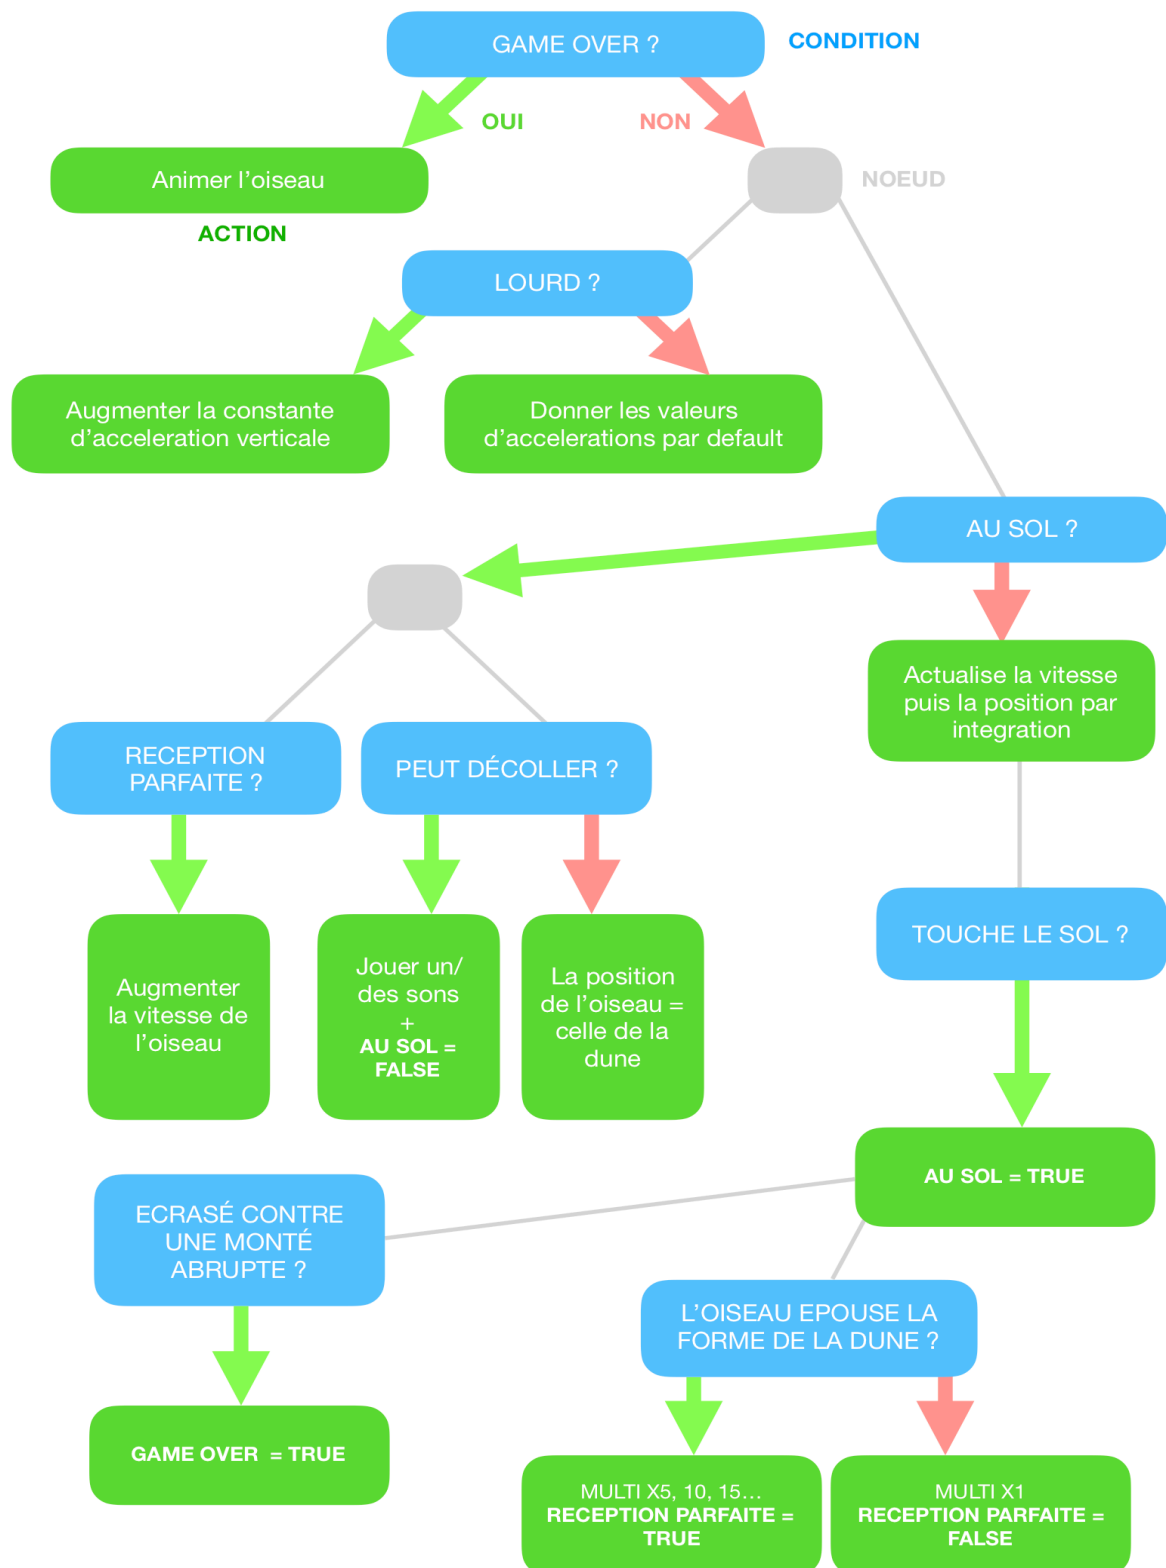 GAME OVER ?
CONDITION
OUI
NON
Animer l’oiseau
NOEUD
ACTION
LOURD ?
Augmenter la constante
d’acceleration verticale
Donner les valeurs
d’accelerations par default
AU SOL ?
Actualise la vitesse
puis la position par
integration
RECEPTION
PARFAITE ?
PEUT DÉCOLLER ?
TOUCHE LE SOL ?
Augmenter
la vitesse de
l’oiseau
Jouer un/
des sons
+
AU SOL =
FALSE
La position
de l’oiseau =
celle de la
dune
AU SOL = TRUE
ECRASÉ CONTRE
UNE MONTÉ
ABRUPTE ?
L’OISEAU EPOUSE LA
FORME DE LA DUNE ?
GAME OVER  = TRUE
MULTI X5, 10, 15…
RECEPTION PARFAITE =
TRUE
MULTI X1
RECEPTION PARFAITE =
FALSE